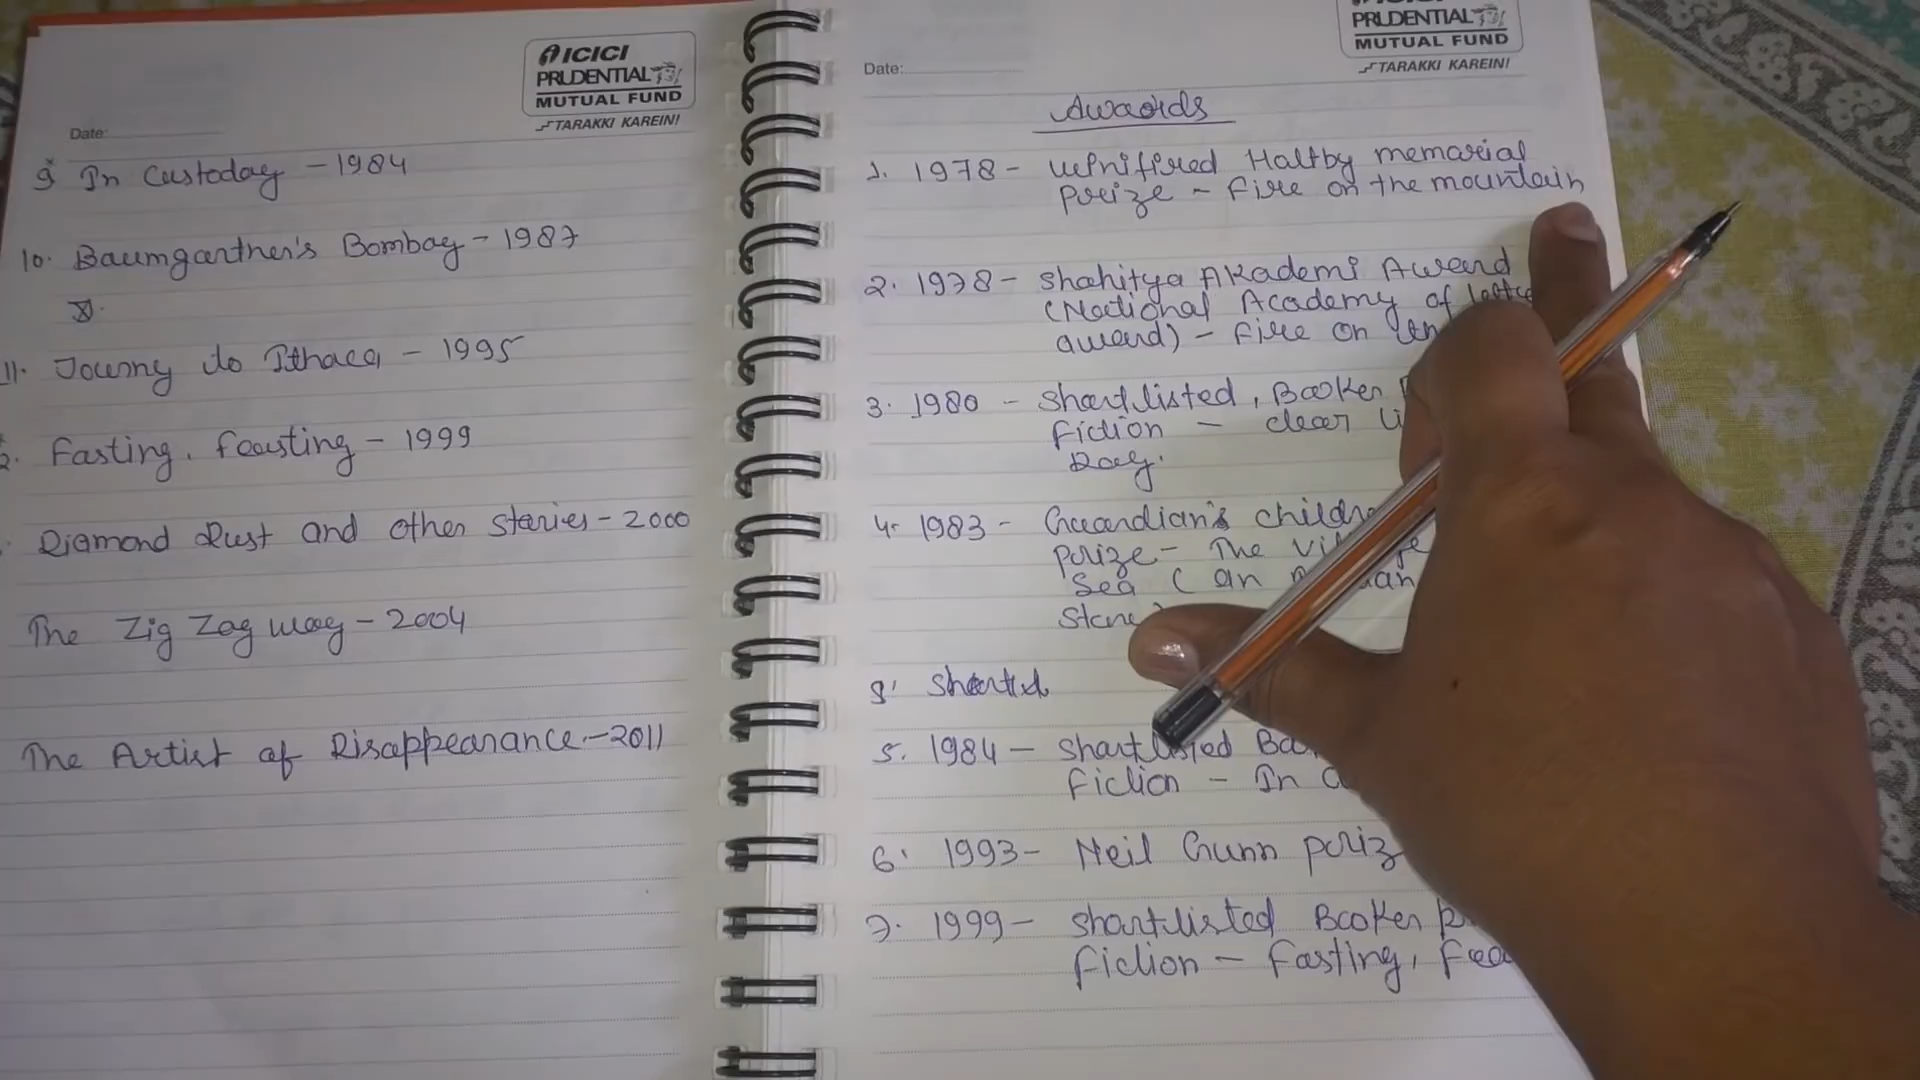 ICICI
PRUDENTIAL
MUTUAL FUND
TARAKKI KAREIN!
Date:
9 In Custoday - 1984
10. Baumgartner's Bombay - 1987
11. Journy to Ithaca - 1995
2. Fasting, feasting - 1999
Diamond Dust and other stories - 2000
The Zig Zag way - 2004
The Artist of Disappearance - 2011
PRUDENTIAL
MUTUAL FUND
TARAKKI KAREIN!
Date:
Awards
1. 1978 - Winifired Haltby memorial
prize - Fire on the mountain
2. 1978 - Shahitya Akademi Award
(National Academy of
award) - Fire on
3. 1980 - Shortlisted, Booker
Fiction - clear
Day.
4. 1983 - Guardian's
prize - The
Sea (an
5. 1984 - Shortlisted
Fiction - In
6. 1993 - Neil Gunn
7. 1999 - Shortlisted Booker
Fiction - Fasting,